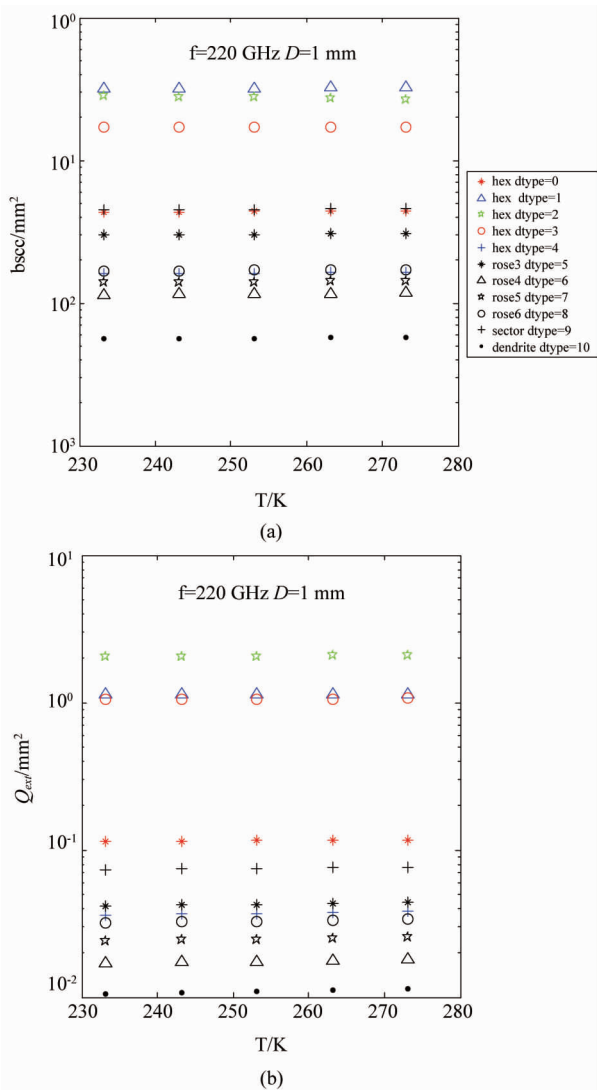 10⁰
f=220 GHz D=1 mm
10¹
bscc/mm²
10²
10³
230 240 250 260 270 280
T/K
(a)
hex dtype=0
hex dtype=1
hex dtype=2
hex dtype=3
hex dtype=4
rose3 dtype=5
rose4 dtype=6
rose5 dtype=7
rose6 dtype=8
sector dtype=9
dendrite dtype=10
10¹
f=220 GHz D=1 mm
10⁰
Qₑₓₜ/mm²
10⁻¹
10⁻²
230 240 250 260 270 280
T/K
(b)